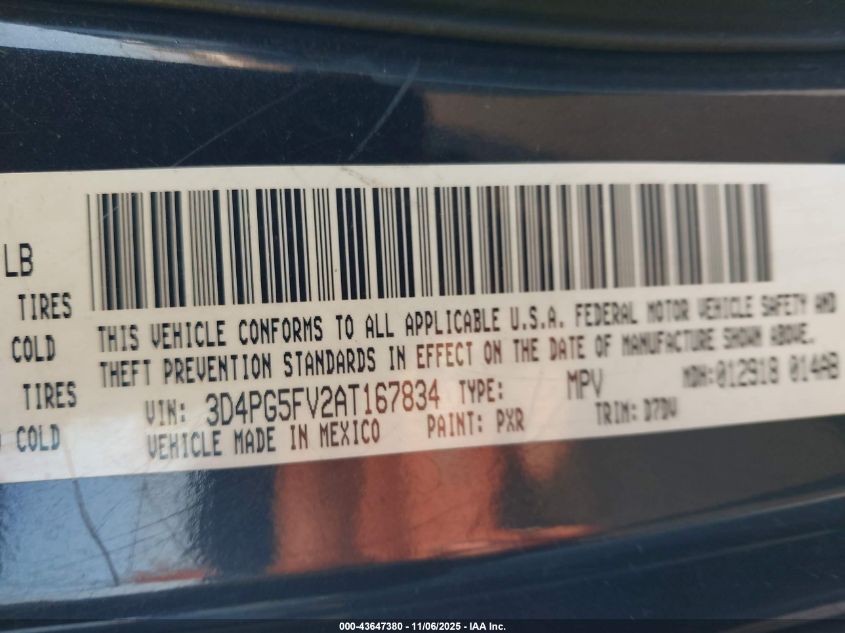 LB
TIRES
COLD
TIRES
COLD
THIS VEHICLE CONFORMS TO ALL APPLICABLE U.S.A. FEDERAL MOTOR VEHICLE SAFETY AND
THEFT PREVENTION STANDARDS IN EFFECT ON THE DATE OF MANUFACTURE SHOWN ABOVE.
VIN: 3D4PG5FV2AT167834 TYPE: MPV MDH:012918 014AB
VEHICLE MADE IN MEXICO PAINT: PXR TRIM: D7DV
000-43647380 - 11/06/2025 - IAA Inc.